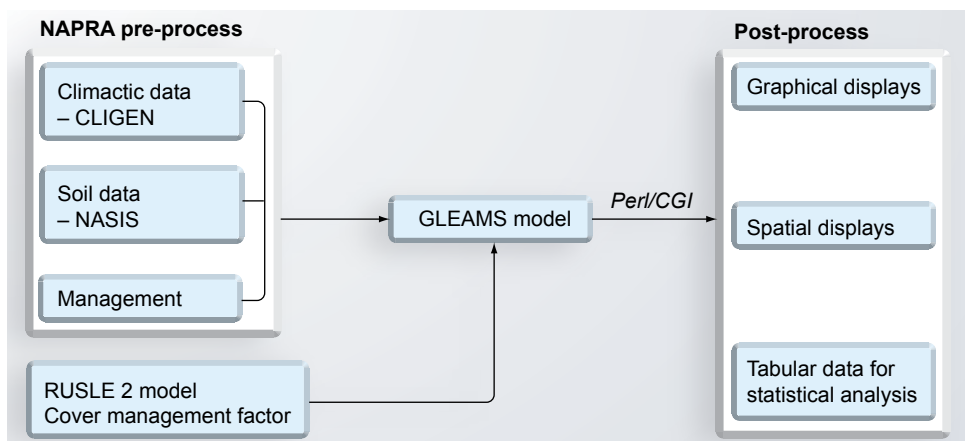 NAPRA pre-process
Climactic data
– CLIGEN
Soil data
– NASIS
Management
RUSLE 2 model
Cover management factor
GLEAMS model
Perl/CGI
Post-process
Graphical displays
Spatial displays
Tabular data for
statistical analysis